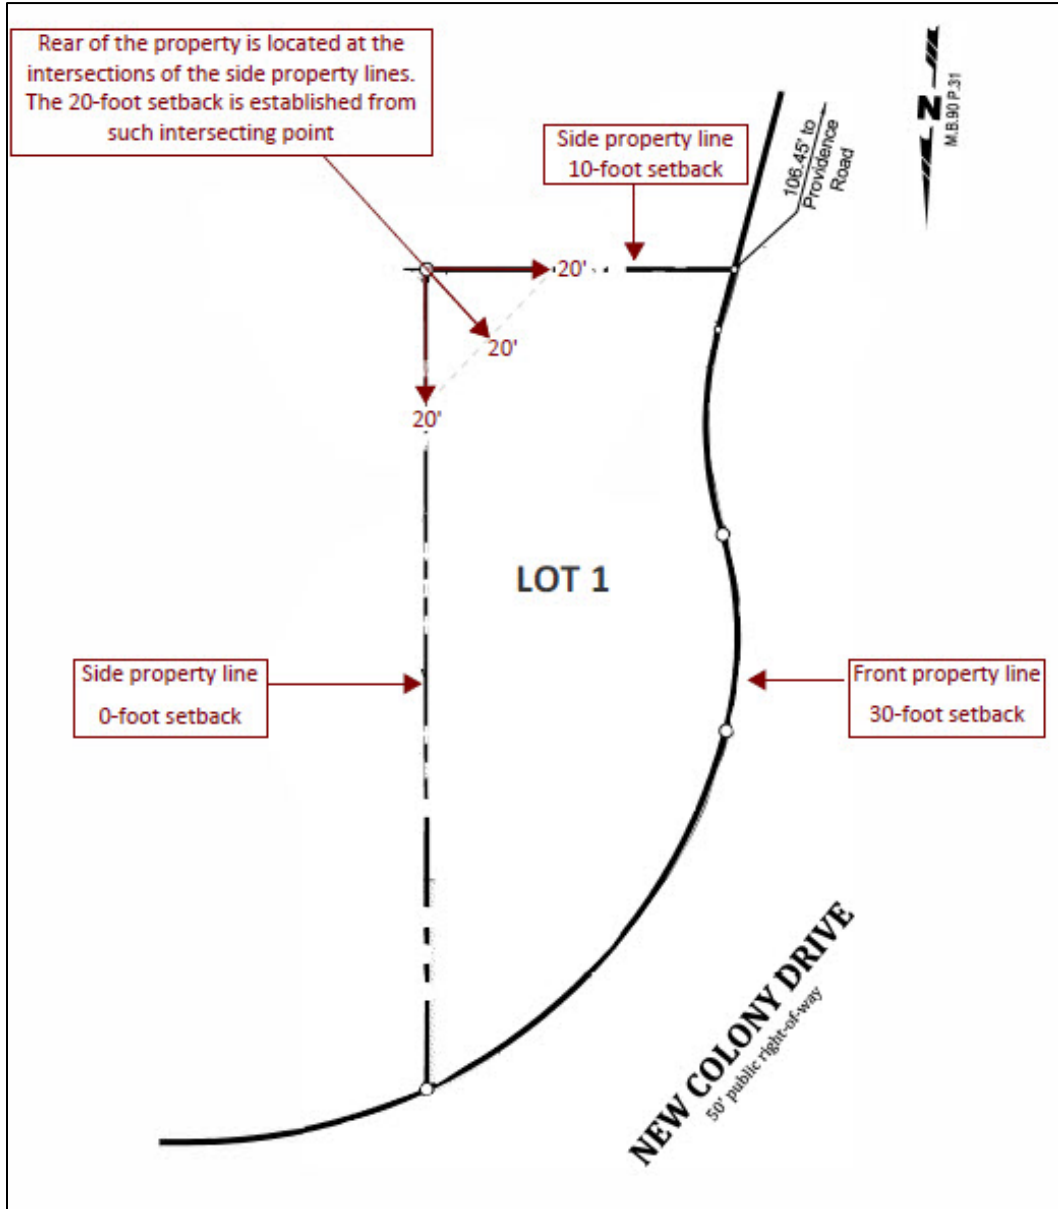 Rear of the property is located at the
intersections of the side property lines.
The 20-foot setback is established from
such intersecting point
Side property line
10-foot setback
106.45' to
Providence
Road
N
M.B.90 P.31
20'
20'
20'
LOT 1
Side property line
0-foot setback
Front property line
30-foot setback
NEW COLONY DRIVE
50' public right-of-way